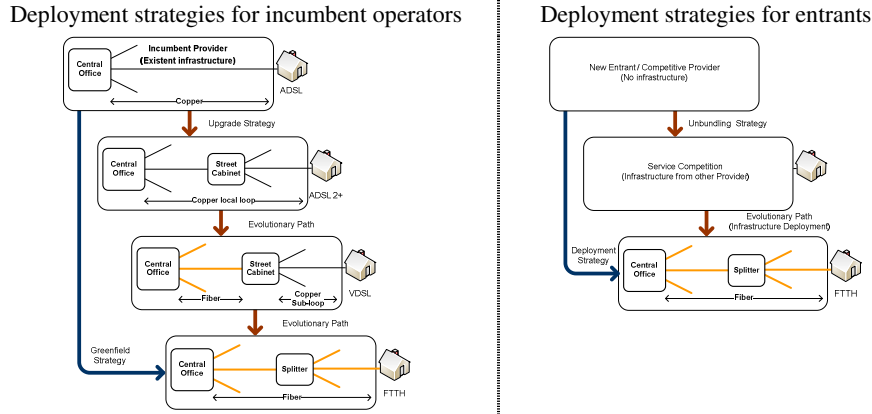 Deployment strategies for incumbent operators
Incumbent Provider
(Existent infrastructure)
Central
Office
ADSL
Copper
Upgrade Strategy
Central
Office
Street
Cabinet
ADSL 2+
Copper local loop
Evolutionary Path
Central
Office
Street
Cabinet
VDSL
Fiber
Copper
Sub-loop
Evolutionary Path
Greenfield
Strategy
Central
Office
Splitter
FTTH
Fiber
Deployment strategies for entrants
New Entrant / Competitive Provider
(No infrastructure)
Unbundling Strategy
Service Competition
(Infrastructure from other Provider)
Evolutionary Path
(Infrastructure Deployment)
Deployment
Strategy
Central
Office
Splitter
FTTH
Fiber